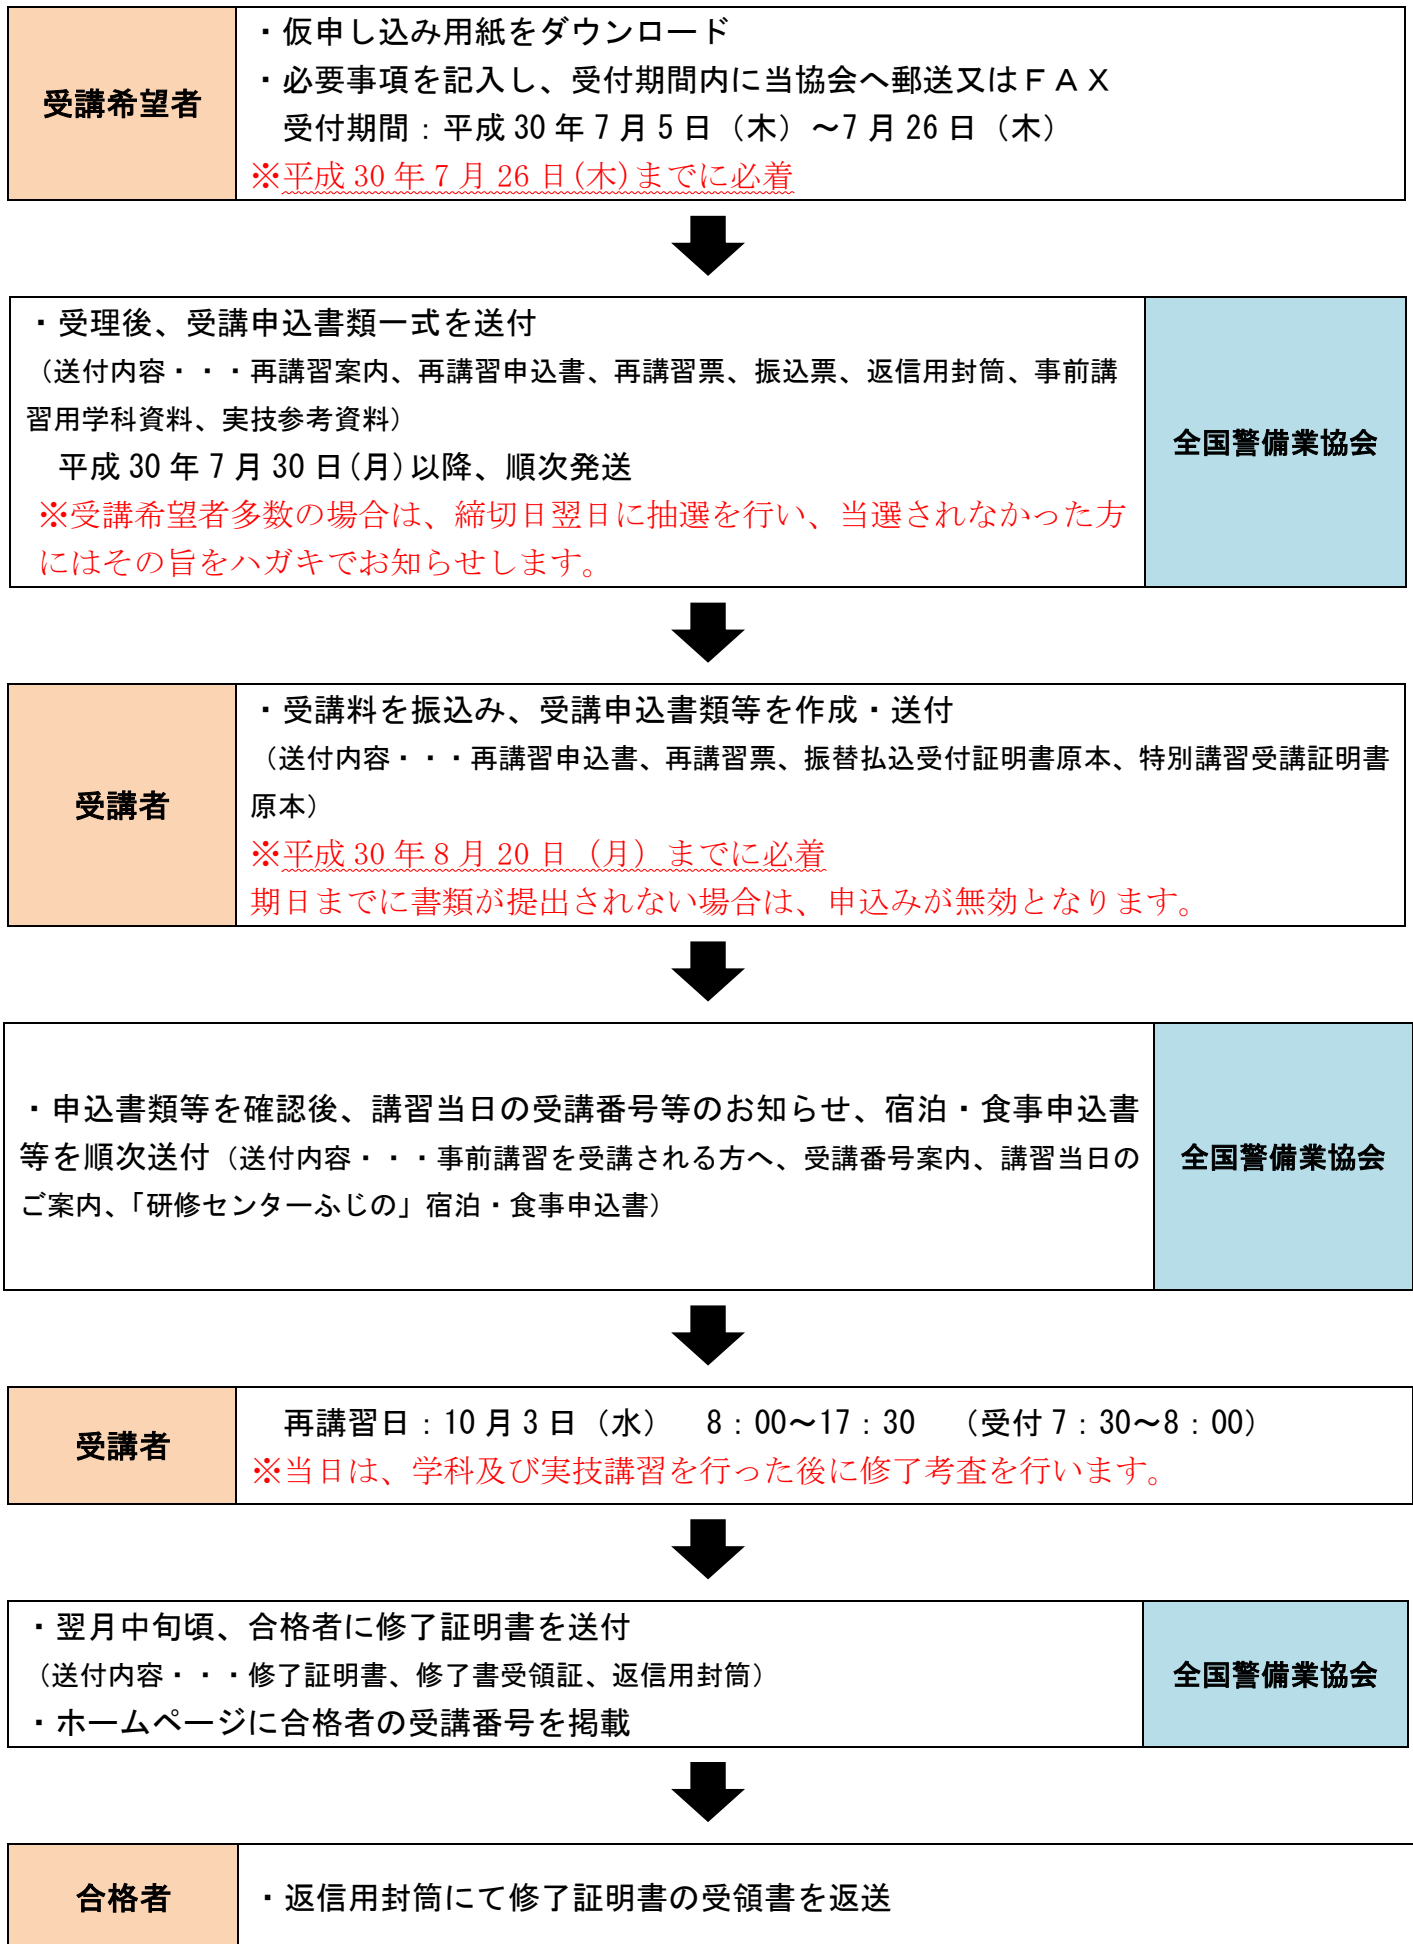 受講希望者
・仮申し込み用紙をダウンロード
・必要事項を記入し、受付期間内に当協会へ郵送又はＦＡＸ
受付期間：平成 30 年 7 月 5 日（木）～7 月 26 日（木）
※平成 30 年 7 月 26 日(木)までに必着
・受理後、受講申込書類一式を送付
（送付内容・・・再講習案内、再講習申込書、再講習票、振込票、返信用封筒、事前講
習用学科資料、実技参考資料）
平成 30 年 7 月 30 日(月)以降、順次発送
※受講希望者多数の場合は、締切日翌日に抽選を行い、当選されなかった方
にはその旨をハガキでお知らせします。
全国警備業協会
受講者
・受講料を振込み、受講申込書類等を作成・送付
（送付内容・・・再講習申込書、再講習票、振替払込受付証明書原本、特別講習受講証明書
原本）
※平成 30 年 8 月 20 日（月）までに必着
期日までに書類が提出されない場合は、申込みが無効となります。
・申込書類等を確認後、講習当日の受講番号等のお知らせ、宿泊・食事申込書
等を順次送付（送付内容・・・事前講習を受講される方へ、受講番号案内、講習当日の
ご案内、「研修センターふじの」宿泊・食事申込書）
全国警備業協会
受講者
再講習日：10 月 3 日（水）　8：00～17：30　（受付 7：30～8：00）
※当日は、学科及び実技講習を行った後に修了考査を行います。
・翌月中旬頃、合格者に修了証明書を送付
（送付内容・・・修了証明書、修了書受領証、返信用封筒）
・ホームページに合格者の受講番号を掲載
全国警備業協会
合格者
・返信用封筒にて修了証明書の受領書を返送